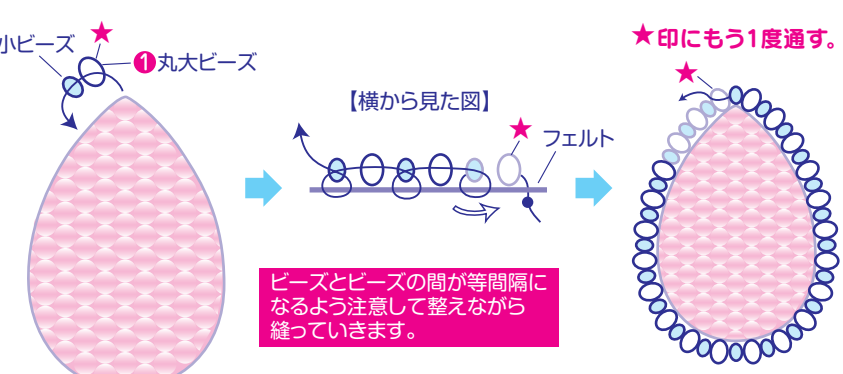 小ビーズ
★
❶丸大ビーズ
【横から見た図】
★
フェルト
ビーズとビーズの間が等間隔に
なるよう注意して整えながら
縫っていきます。
★印にもう1度通す。
★